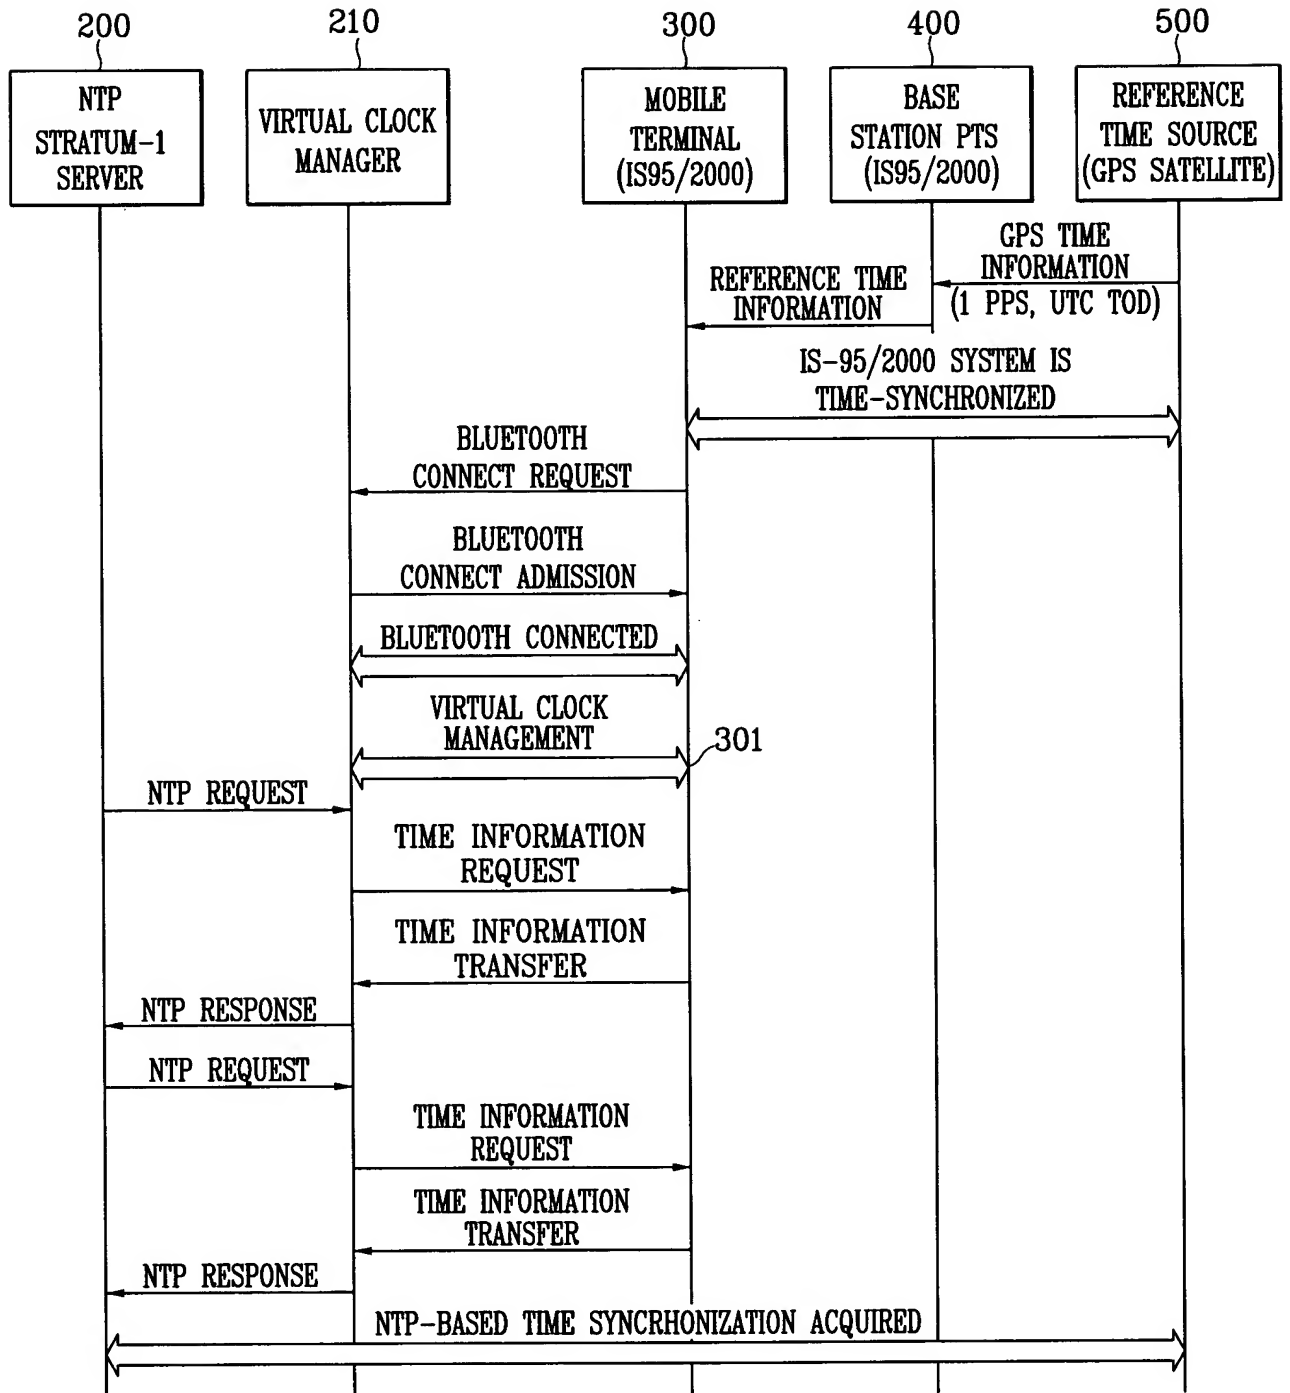 200
210
300
400
500
NTP
STRATUM-1
SERVER
VIRTUAL CLOCK
MANAGER
MOBILE
TERMINAL
(IS95/2000)
BASE
STATION PTS
(IS95/2000)
REFERENCE
TIME SOURCE
(GPS SATELLITE)
GPS TIME
INFORMATION
(1 PPS, UTC TOD)
REFERENCE TIME
INFORMATION
IS-95/2000 SYSTEM IS
TIME-SYNCHRONIZED
BLUETOOTH
CONNECT REQUEST
BLUETOOTH
CONNECT ADMISSION
BLUETOOTH CONNECTED
VIRTUAL CLOCK
MANAGEMENT
301
NTP REQUEST
TIME INFORMATION
REQUEST
TIME INFORMATION
TRANSFER
NTP RESPONSE
NTP REQUEST
TIME INFORMATION
REQUEST
TIME INFORMATION
TRANSFER
NTP RESPONSE
NTP-BASED TIME SYNCRHONIZATION ACQUIRED